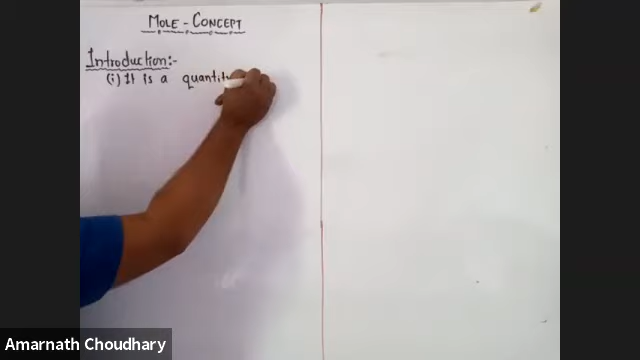 MOLE - CONCEPT
Introduction:-
(i) It is a quantity
Amarnath Choudhary